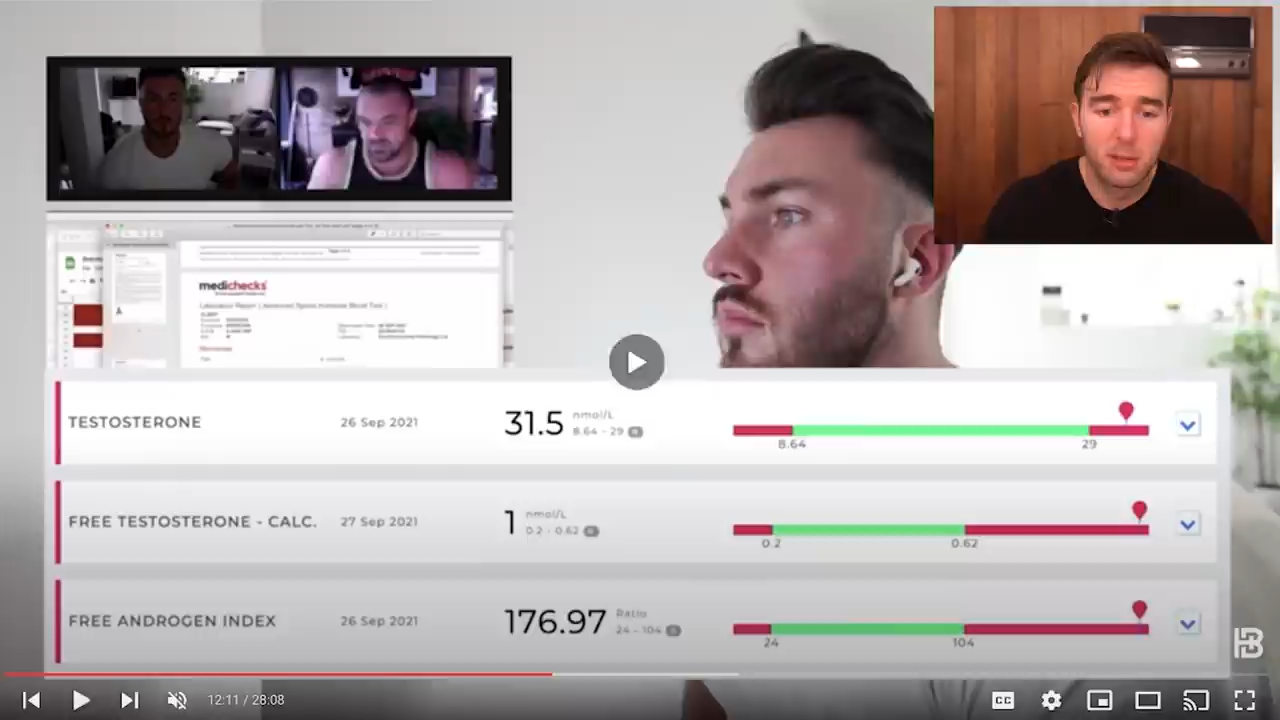 medichecks
TESTOSTERONE 26 Sep 2021 31.5 nmol/L
8.64 - 29
8.64 29
FREE TESTOSTERONE - CALC. 27 Sep 2021 1 nmol/L
0.2 - 0.62
0.2 0.62
FREE ANDROGEN INDEX 26 Sep 2021 176.97 Ratio
24 - 104
24 104
12:11 / 28:08
CC